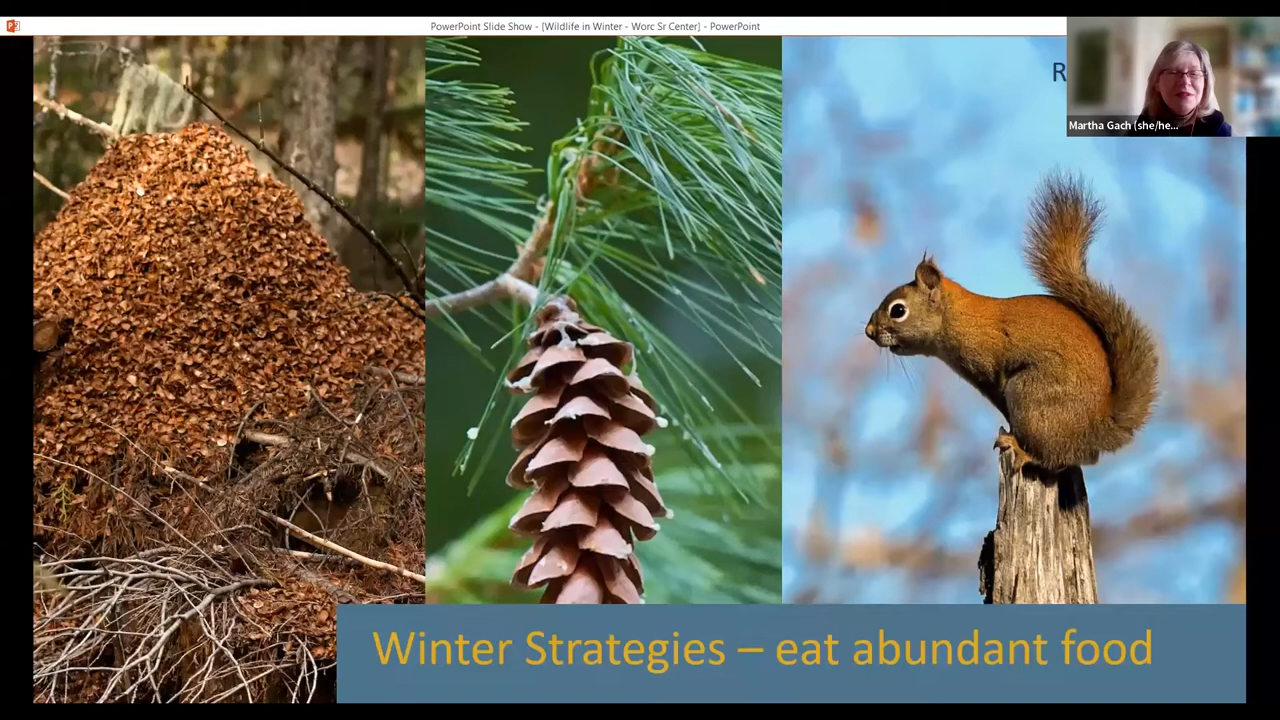 PowerPoint Slide Show - [Wildlife in Winter - Worc Sr Center] - PowerPoint
R
Martha Gach (she/he...
Winter Strategies – eat abundant food